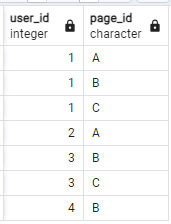 user_id page_id
integer character
1 A
1 B
1 C
2 A
3 B
3 C
4 B